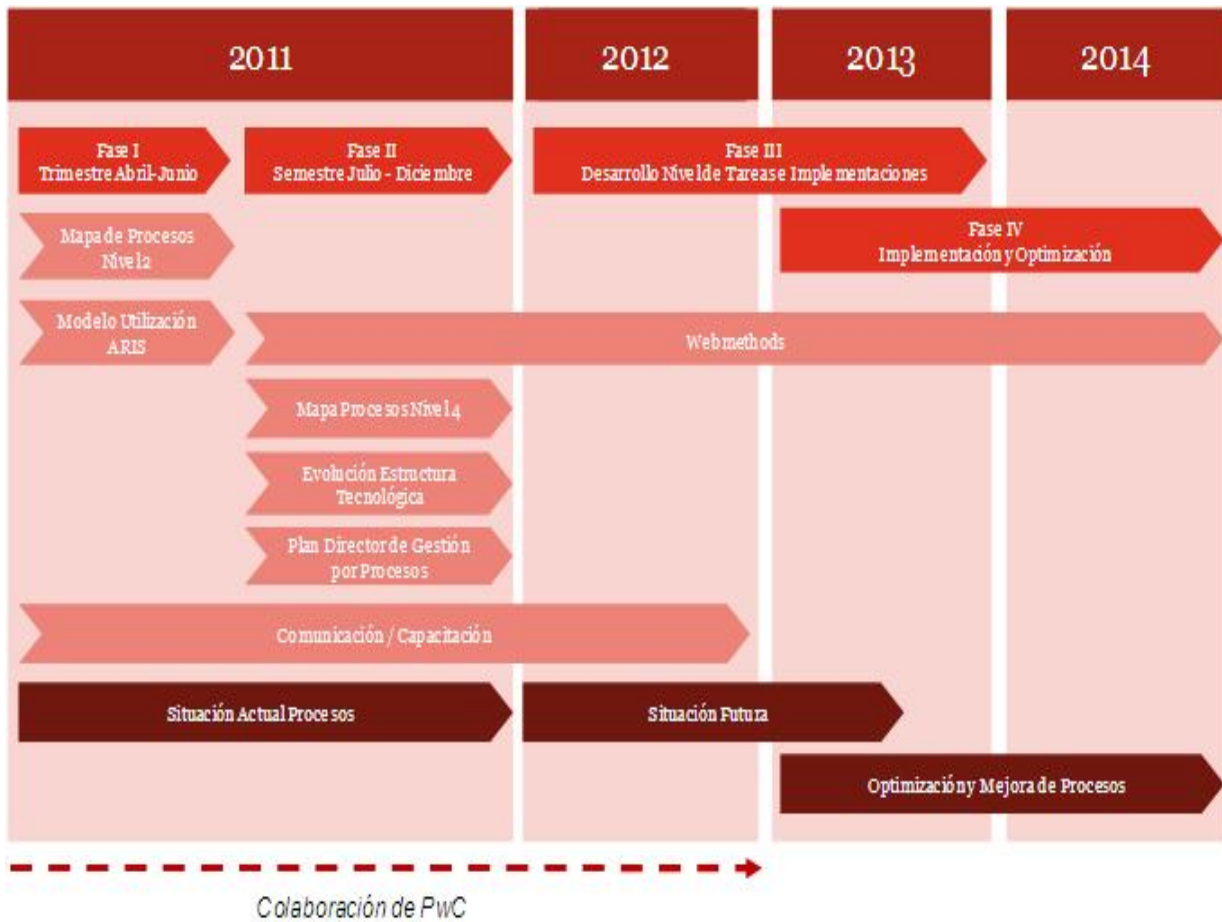 2011
2012
2013
2014
Fase I
Trimestre Abril-Junio
Fase II
Semestre Julio - Diciembre
Fase III
Desarrollo Nivel de Tareas e Implementaciones
Mapa de Procesos
Nivel 2
Fase IV
Implementación y Optimización
Modelo Utilización
ARIS
Webmethods
Mapa Procesos Nivel 4
Evolución Estructura
Tecnológica
Plan Director de Gestión
por Procesos
Comunicación / Capacitación
Situación Actual Procesos
Situación Futura
Optimización y Mejora de Procesos
Colaboración de PwC